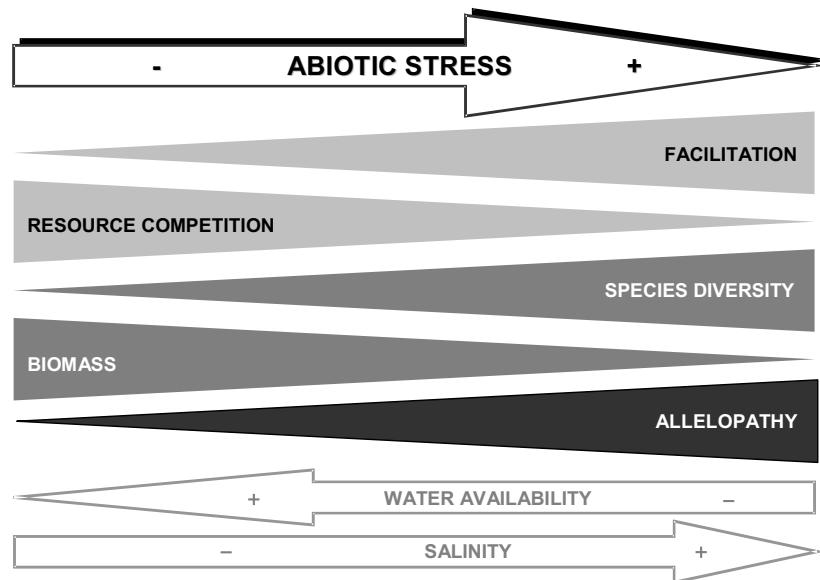 - ABIOTIC STRESS +
FACILITATION
RESOURCE COMPETITION
SPECIES DIVERSITY
BIOMASS
ALLELOPATHY
+ WATER AVAILABILITY –
– SALINITY +